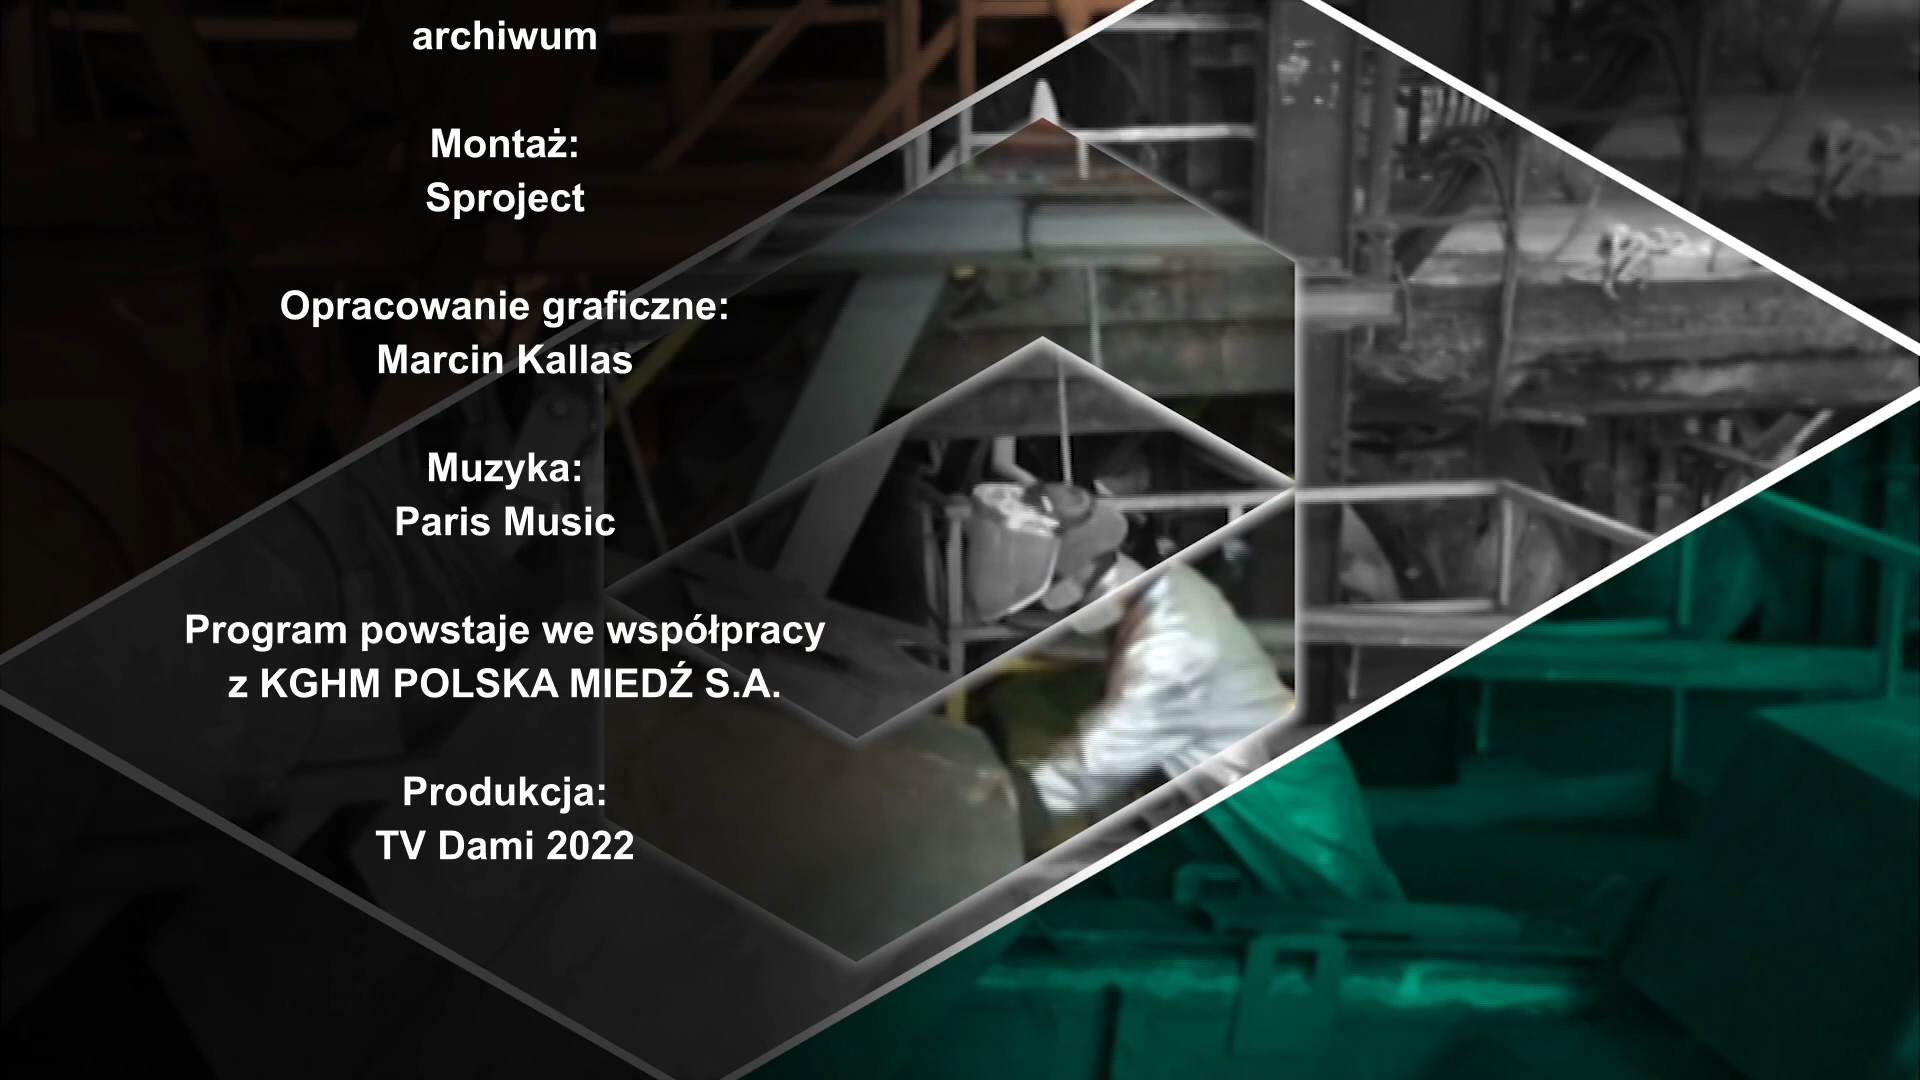 archiwum
Montaż:
Sproject
Opracowanie graficzne:
Marcin Kallas
Muzyka:
Paris Music
Program powstaje we współpracy
z KGHM POLSKA MIEDŹ S.A.
Produkcja:
TV Dami 2022